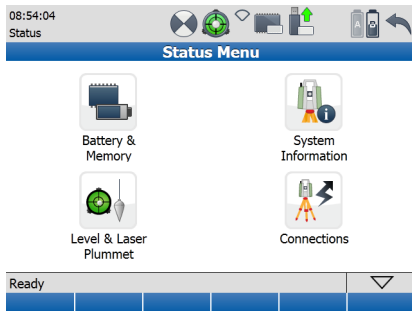 08:54:04
Status
Status Menu
Battery &
Memory
System
Information
Level & Laser
Plummet
Connections
Ready